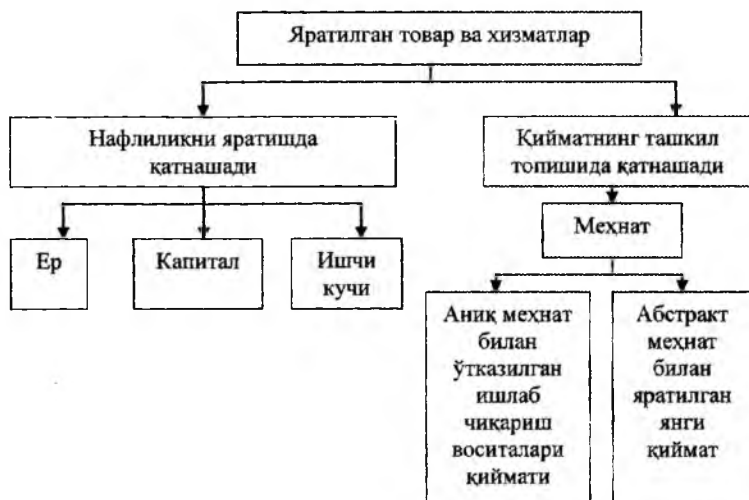 Яратилган товар ва хизматлар
Нафлиликни яратишда
қатнашади
Қийматнинг ташкил
топишида қатнашади
Ер
Капитал
Ишчи
кучи
Меҳнат
Аниқ меҳнат
билан
ўтказилган
ишлаб
чиқариш
воситалари
қиймати
Абстракт
меҳнат
билан
яратилган
янги
қиймат